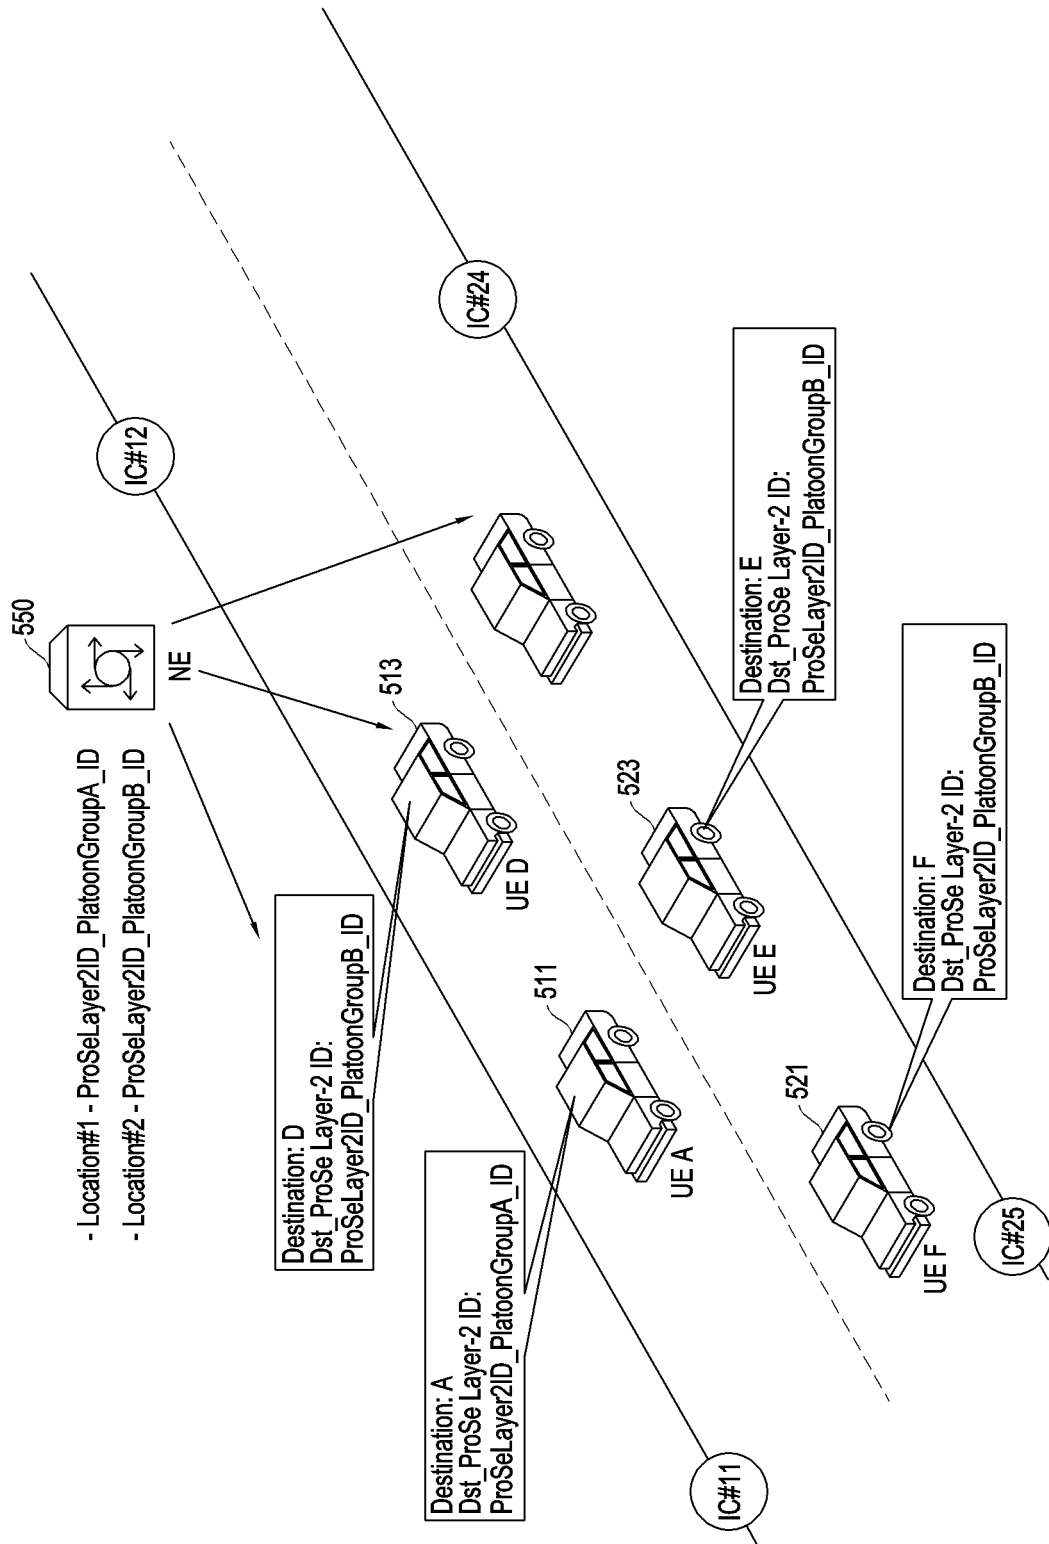 - Location#1 - ProSeLayer2ID_PlatoonGroupA_ID
- Location#2 - ProSeLayer2ID_PlatoonGroupB_ID
550
NE
IC#12
Destination: D
Dst_ProSe Layer-2 ID:
ProSeLayer2ID_PlatoonGroupB_ID
513
UE D
Destination: A
Dst_ProSe Layer-2 ID:
ProSeLayer2ID_PlatoonGroupA_ID
511
UE A
IC#24
523
UE E
Destination: E
Dst_ProSe Layer-2 ID:
ProSeLayer2ID_PlatoonGroupB_ID
IC#11
521
UE F
Destination: F
Dst_ProSe Layer-2 ID:
ProSeLayer2ID_PlatoonGroupB_ID
IC#25